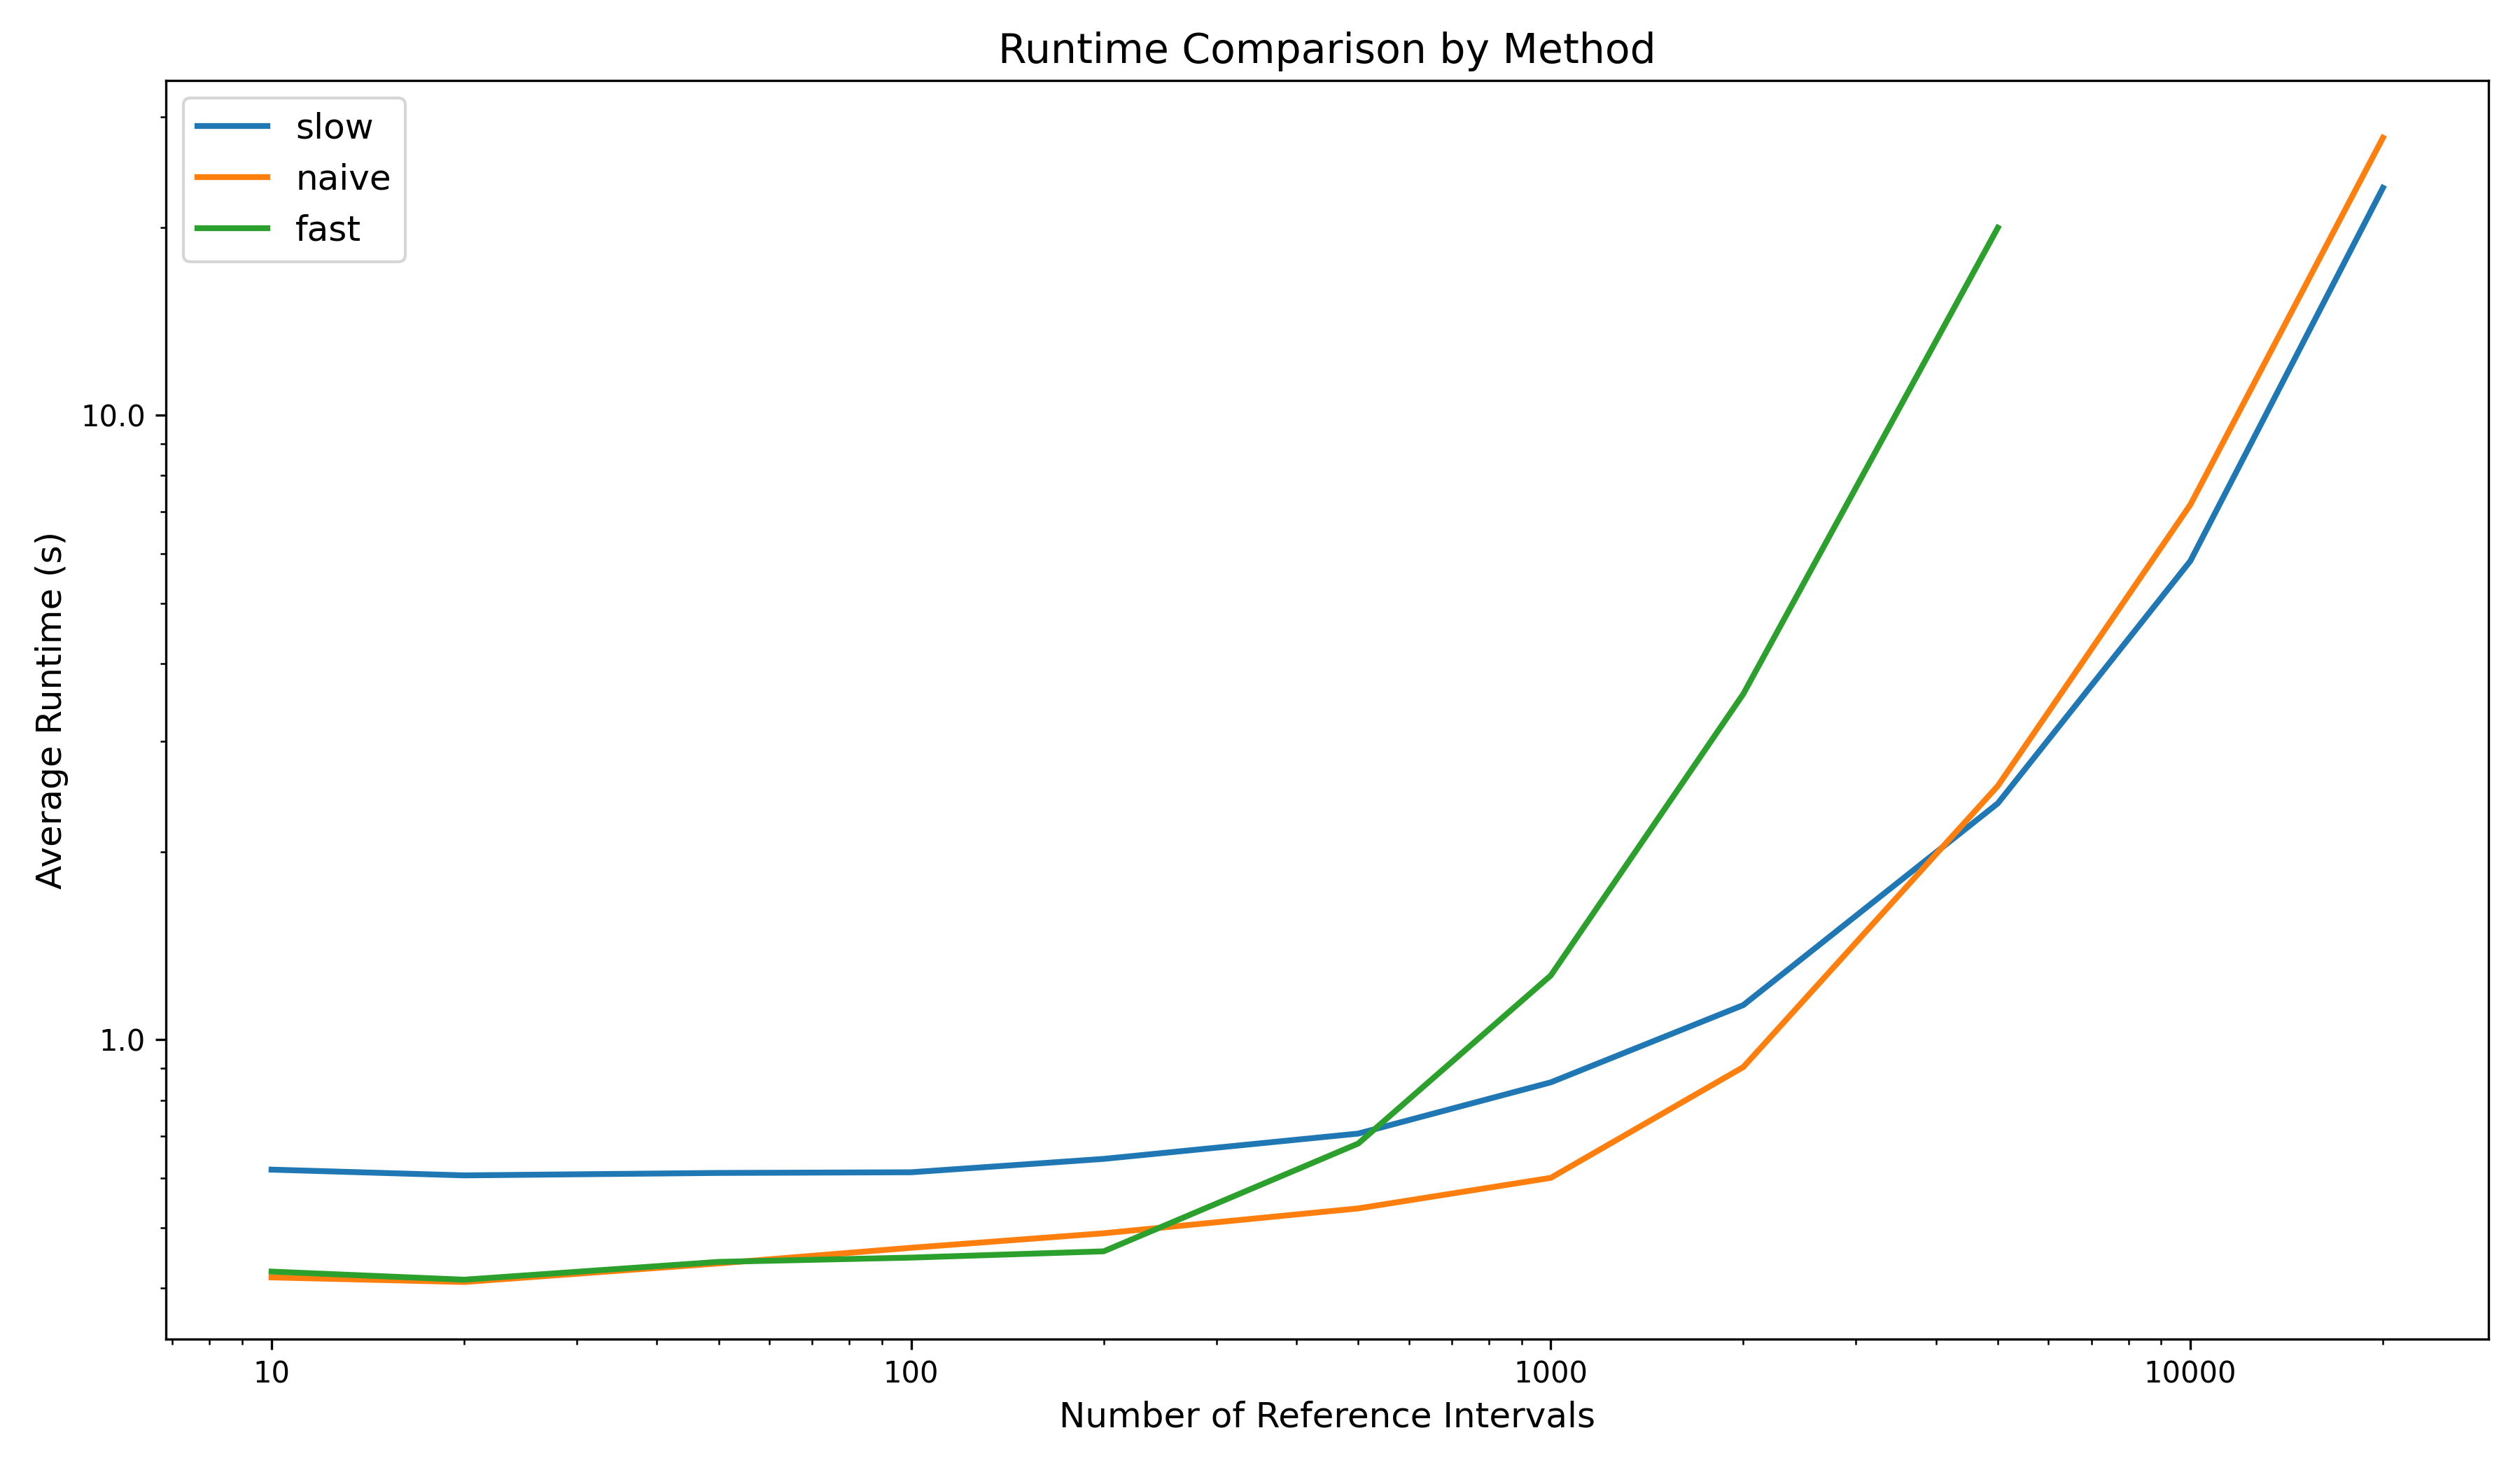 Runtime Comparison by Method
slow
naive
fast
10.0
1.0
Average Runtime (s)
10
100
1000
10000
Number of Reference Intervals